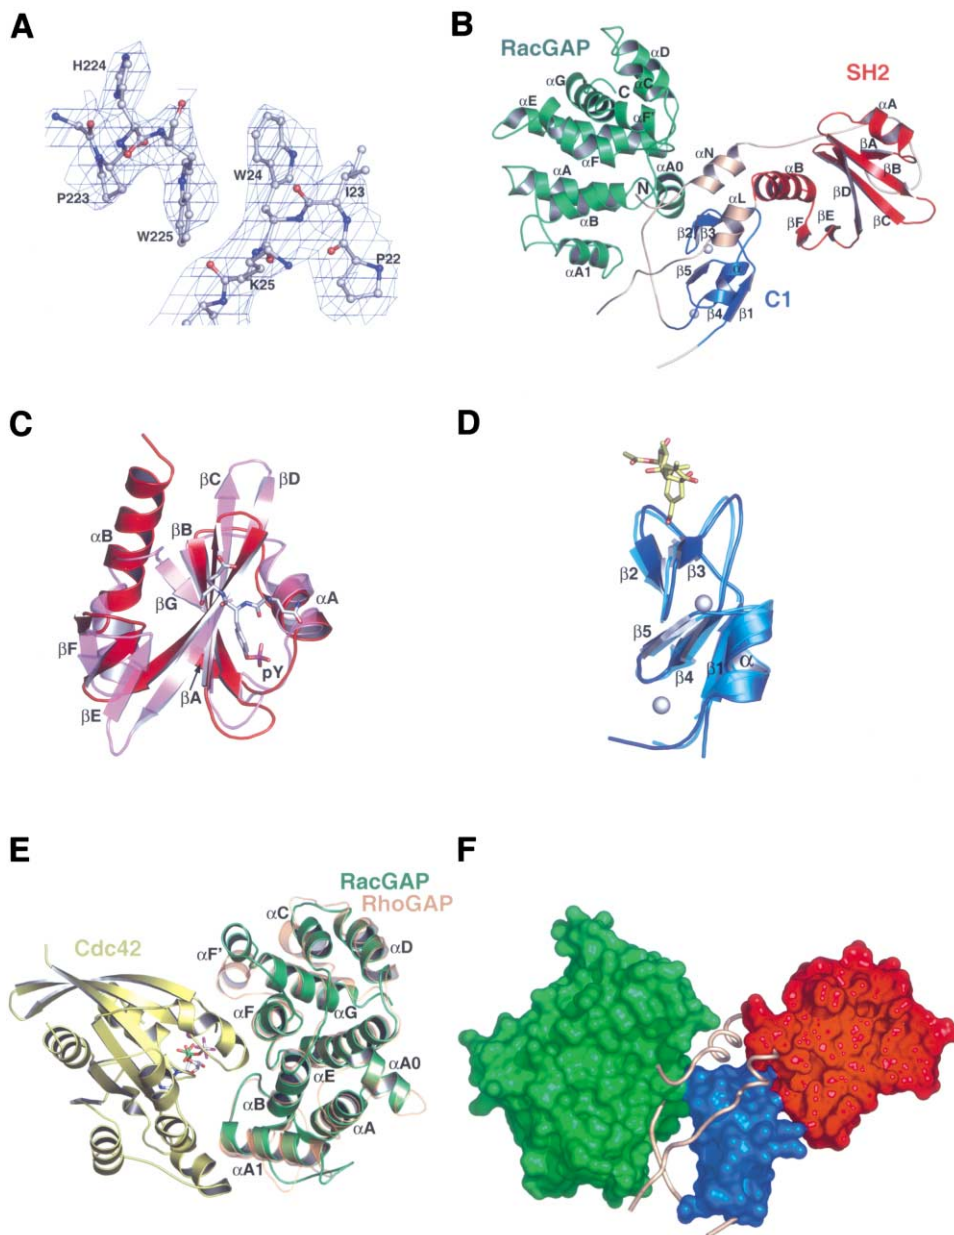 A
H224
W24
I23
P223
W225
K25
P22
B
RacGAP
αD
SH2
αG
αC
C
αA
αE
αF'
βA
αF
αN
αB
βB
αA
αA0
N
βD
αL
βC
αB
β2
β3
βF
βE
β5
α
αA1
C1
β4
β1
C
βC
βD
αB
βB
βG
αA
βF
pY
βA
βE
D
β2
β3
β5
β1
α
β4
E
RacGAP
RhoGAP
αC
Cdc42
αF'
αD
αF
αG
αE
αA0
αB
αA
αA1
F